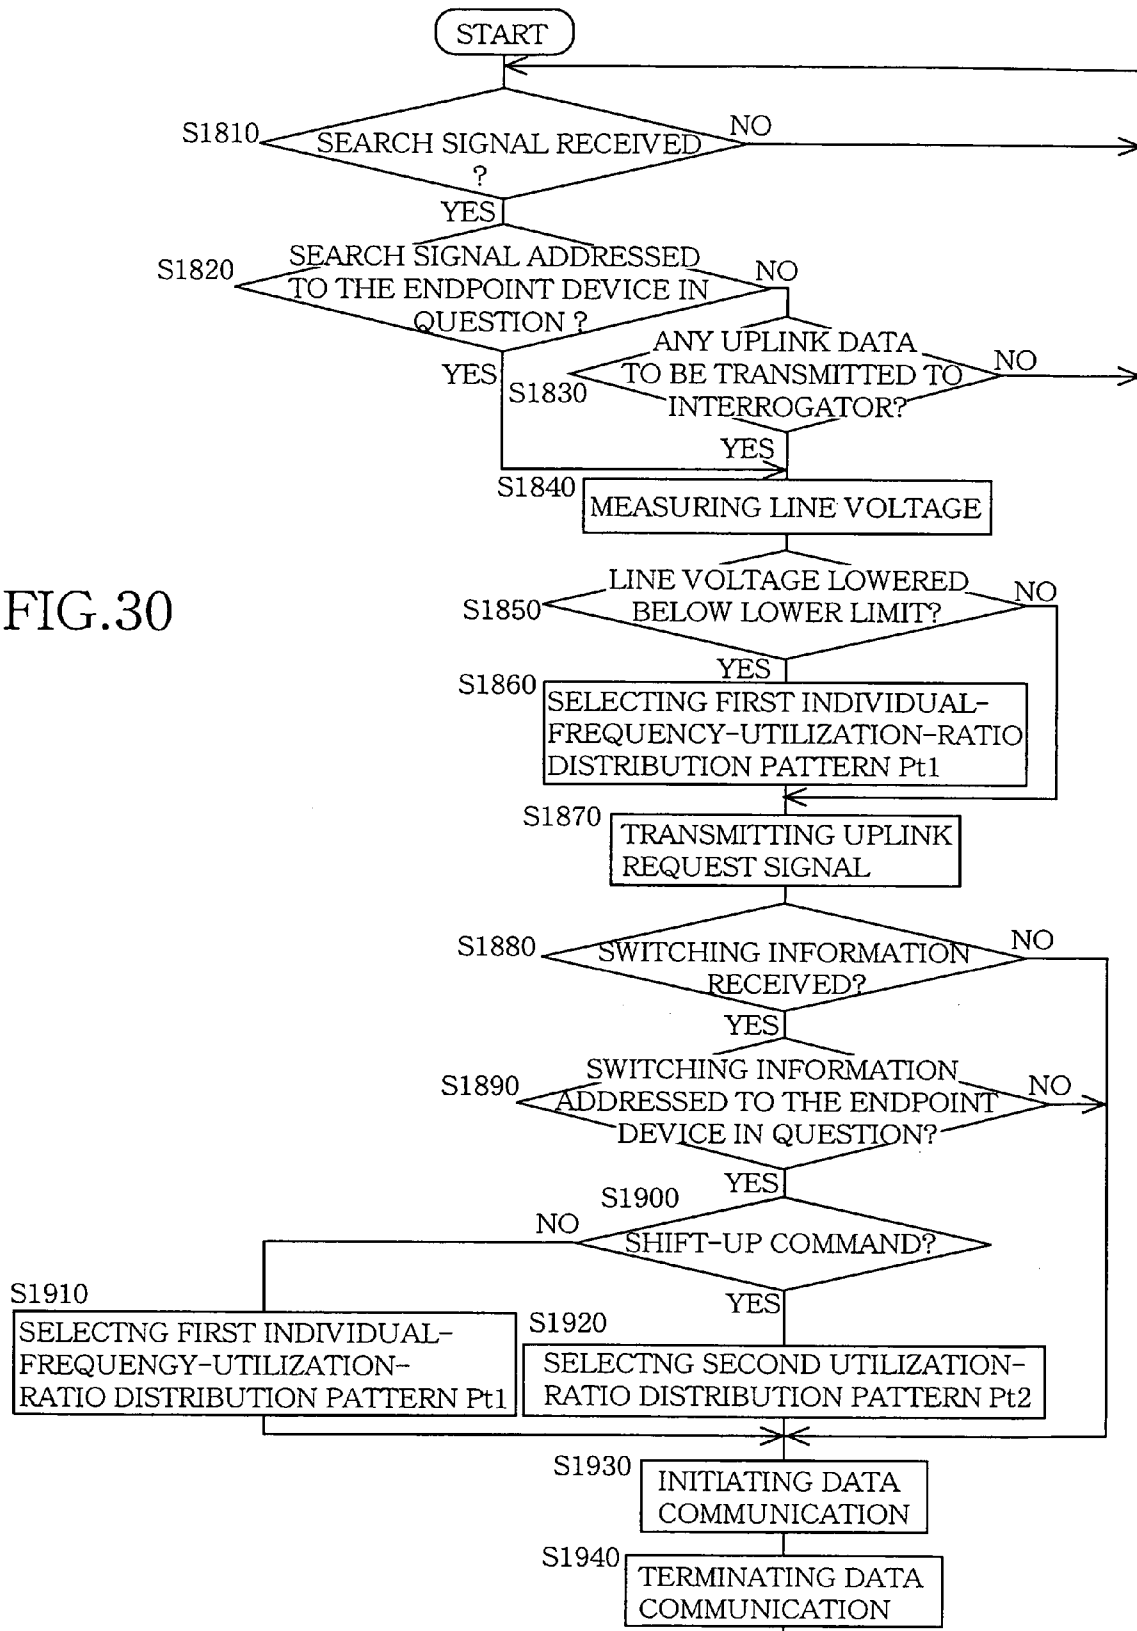 START
S1810
SEARCH SIGNAL RECEIVED
?
NO
YES
S1820
SEARCH SIGNAL ADDRESSED
TO THE ENDPOINT DEVICE IN
QUESTION ?
NO
YES
S1830
ANY UPLINK DATA
TO BE TRANSMITTED TO
INTERROGATOR?
NO
YES
S1840
MEASURING LINE VOLTAGE
FIG.30
S1850
LINE VOLTAGE LOWERED
BELOW LOWER LIMIT?
NO
YES
S1860
SELECTING FIRST INDIVIDUAL-
FREQUENCY-UTILIZATION-RATIO
DISTRIBUTION PATTERN Pt1
S1870
TRANSMITTING UPLINK
REQUEST SIGNAL
S1880
SWITCHING INFORMATION
RECEIVED?
NO
YES
S1890
SWITCHING INFORMATION
ADDRESSED TO THE ENDPOINT
DEVICE IN QUESTION?
NO
YES
S1900
SHIFT-UP COMMAND?
NO
YES
S1910
SELECTNG FIRST INDIVIDUAL-
FREQUENGY-UTILIZATION-
RATIO DISTRIBUTION PATTERN Pt1
S1920
SELECTNG SECOND UTILIZATION-
RATIO DISTRIBUTION PATTERN Pt2
S1930
INITIATING DATA
COMMUNICATION
S1940
TERMINATING DATA
COMMUNICATION